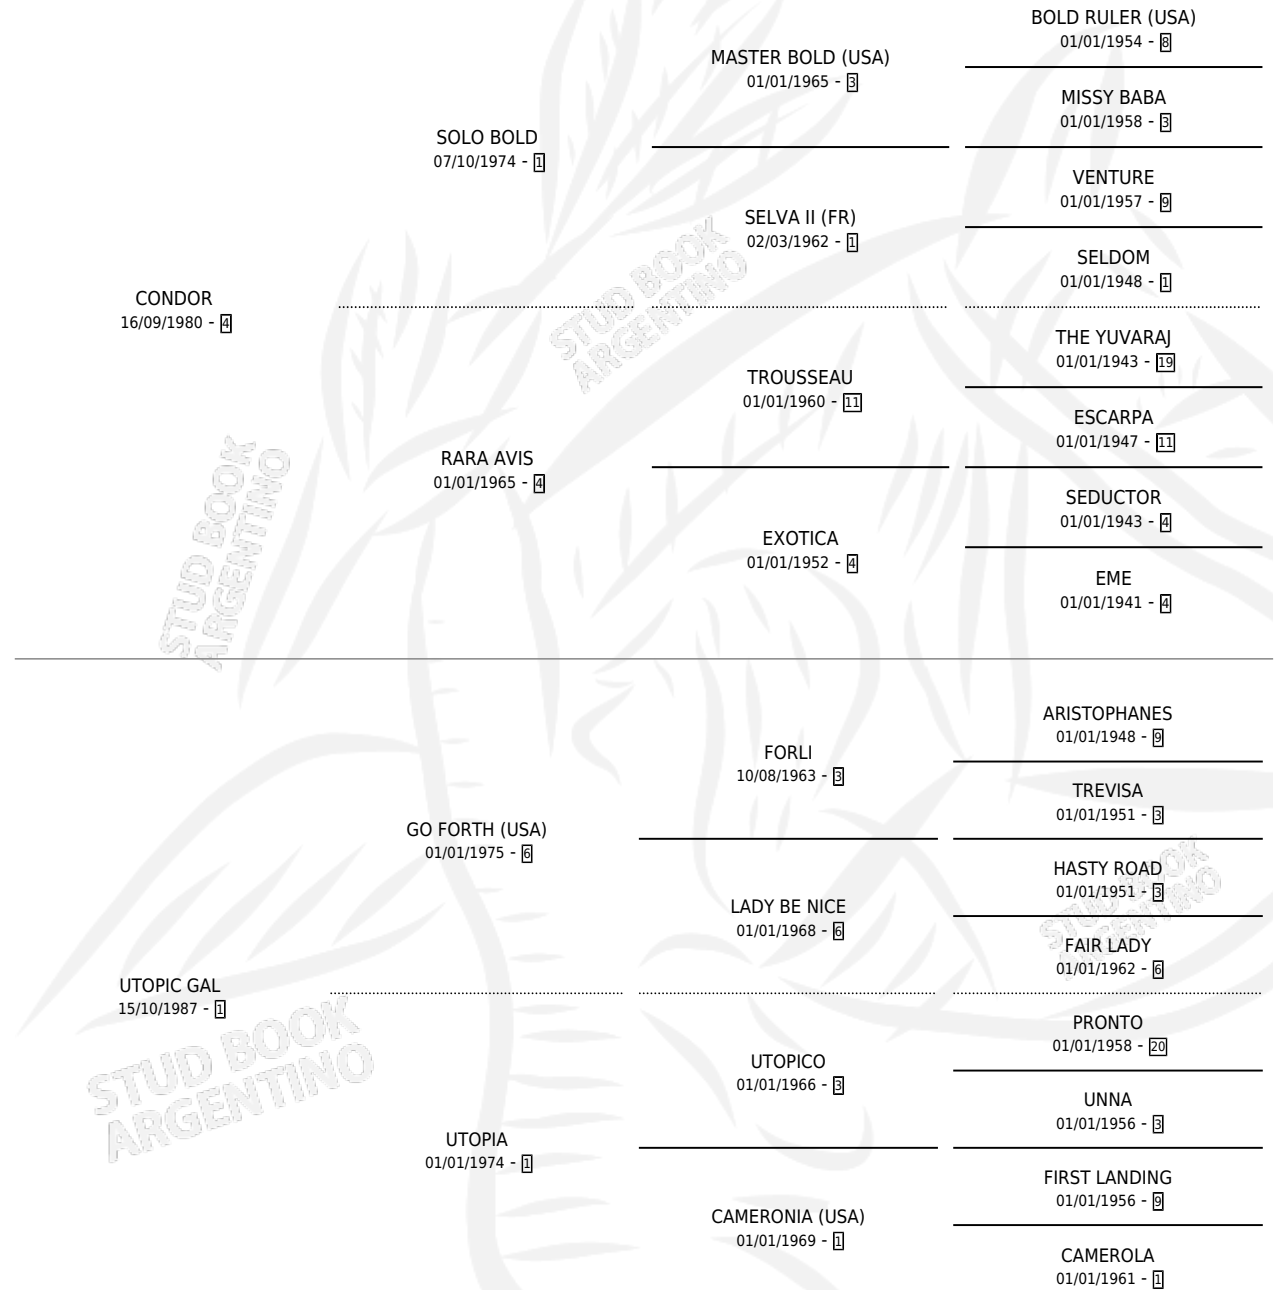 BOLD RULER (USA)
01/01/1954 - 8
MASTER BOLD (USA)
01/01/1965 - 3
MISSY BABA
01/01/1958 - 3
SOLO BOLD
07/10/1974 - 1
VENTURE
01/01/1957 - 9
SELVA II (FR)
02/03/1962 - 1
SELDOM
01/01/1948 - 1
CONDOR
16/09/1980 - 4
THE YUVARAJ
01/01/1943 - 19
TROUSSEAU
01/01/1960 - 11
ESCARPA
01/01/1947 - 11
RARA AVIS
01/01/1965 - 4
SEDUCTOR
01/01/1943 - 4
EXOTICA
01/01/1952 - 4
EME
01/01/1941 - 4
STUD BOOK
ARGENTINO
STUD BOOK
ARGENTINO
ARISTOPHANES
01/01/1948 - 9
FORLI
10/08/1963 - 3
TREVISA
01/01/1951 - 3
GO FORTH (USA)
01/01/1975 - 6
HASTY ROAD
01/01/1951 - 3
LADY BE NICE
01/01/1968 - 6
FAIR LADY
01/01/1962 - 6
STUD BOOK
ARGENTINO
UTOPIC GAL
15/10/1987 - 1
PRONTO
01/01/1958 - 20
UTOPICO
01/01/1966 - 3
UNNA
01/01/1956 - 3
STUD BOOK
ARGENTINO
UTOPIA
01/01/1974 - 1
FIRST LANDING
01/01/1956 - 9
CAMERONIA (USA)
01/01/1969 - 1
CAMEROLA
01/01/1961 - 1